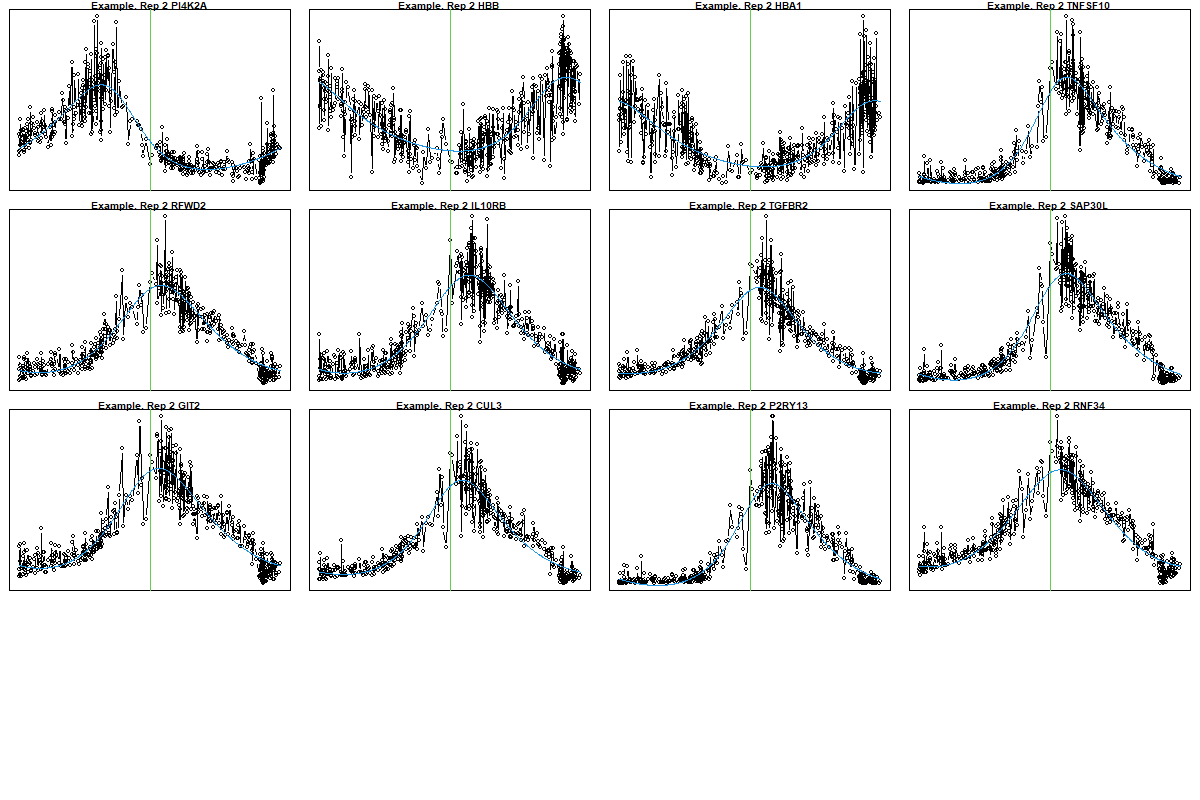 Example. Rep 2 PI4K2A
Example. Rep 2 HBB
Example. Rep 2 HBA1
Example. Rep 2 TNFSF10
Example. Rep 2 RFWD2
Example. Rep 2 IL10RB
Example. Rep 2 TGFBR2
Example. Rep 2 SAP30L
Example. Rep 2 GIT2
Example. Rep 2 CUL3
Example. Rep 2 P2RY13
Example. Rep 2 RNF34